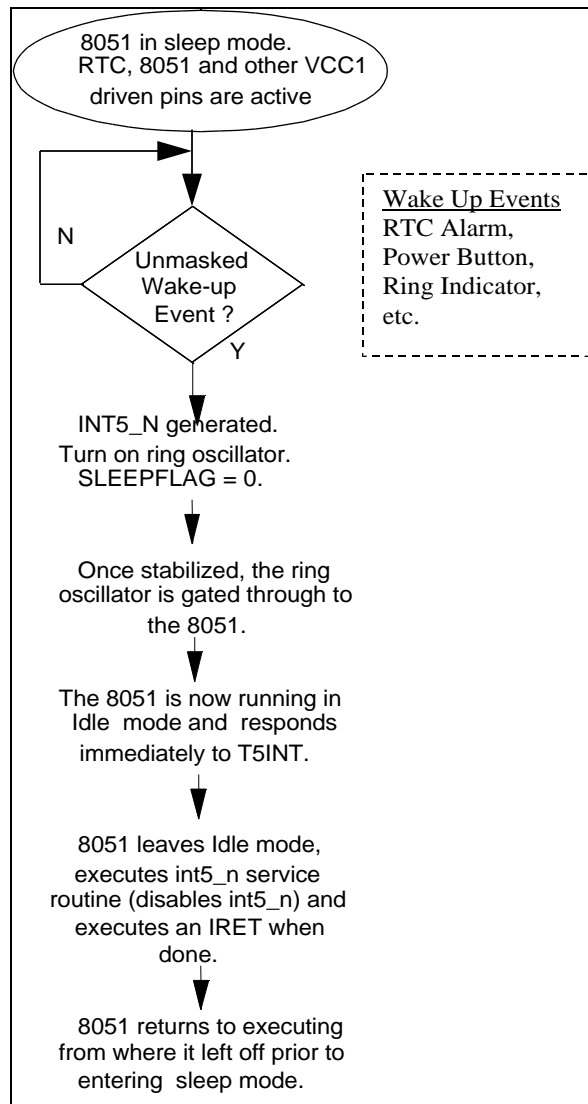 8051 in sleep mode.
RTC, 8051 and other VCC1
driven pins are active
N
Unmasked
Wake-up
Event ?
Y
Wake Up Events
RTC Alarm,
Power Button,
Ring Indicator,
etc.
INT5_N generated.
Turn on ring oscillator.
SLEEPFLAG = 0.
Once stabilized, the ring
oscillator is gated through to
the 8051.
The 8051 is now running in
Idle mode and responds
immediately to T5INT.
8051 leaves Idle mode,
executes int5_n service
routine (disables int5_n) and
executes an IRET when
done.
8051 returns to executing
from where it left off prior to
entering sleep mode.